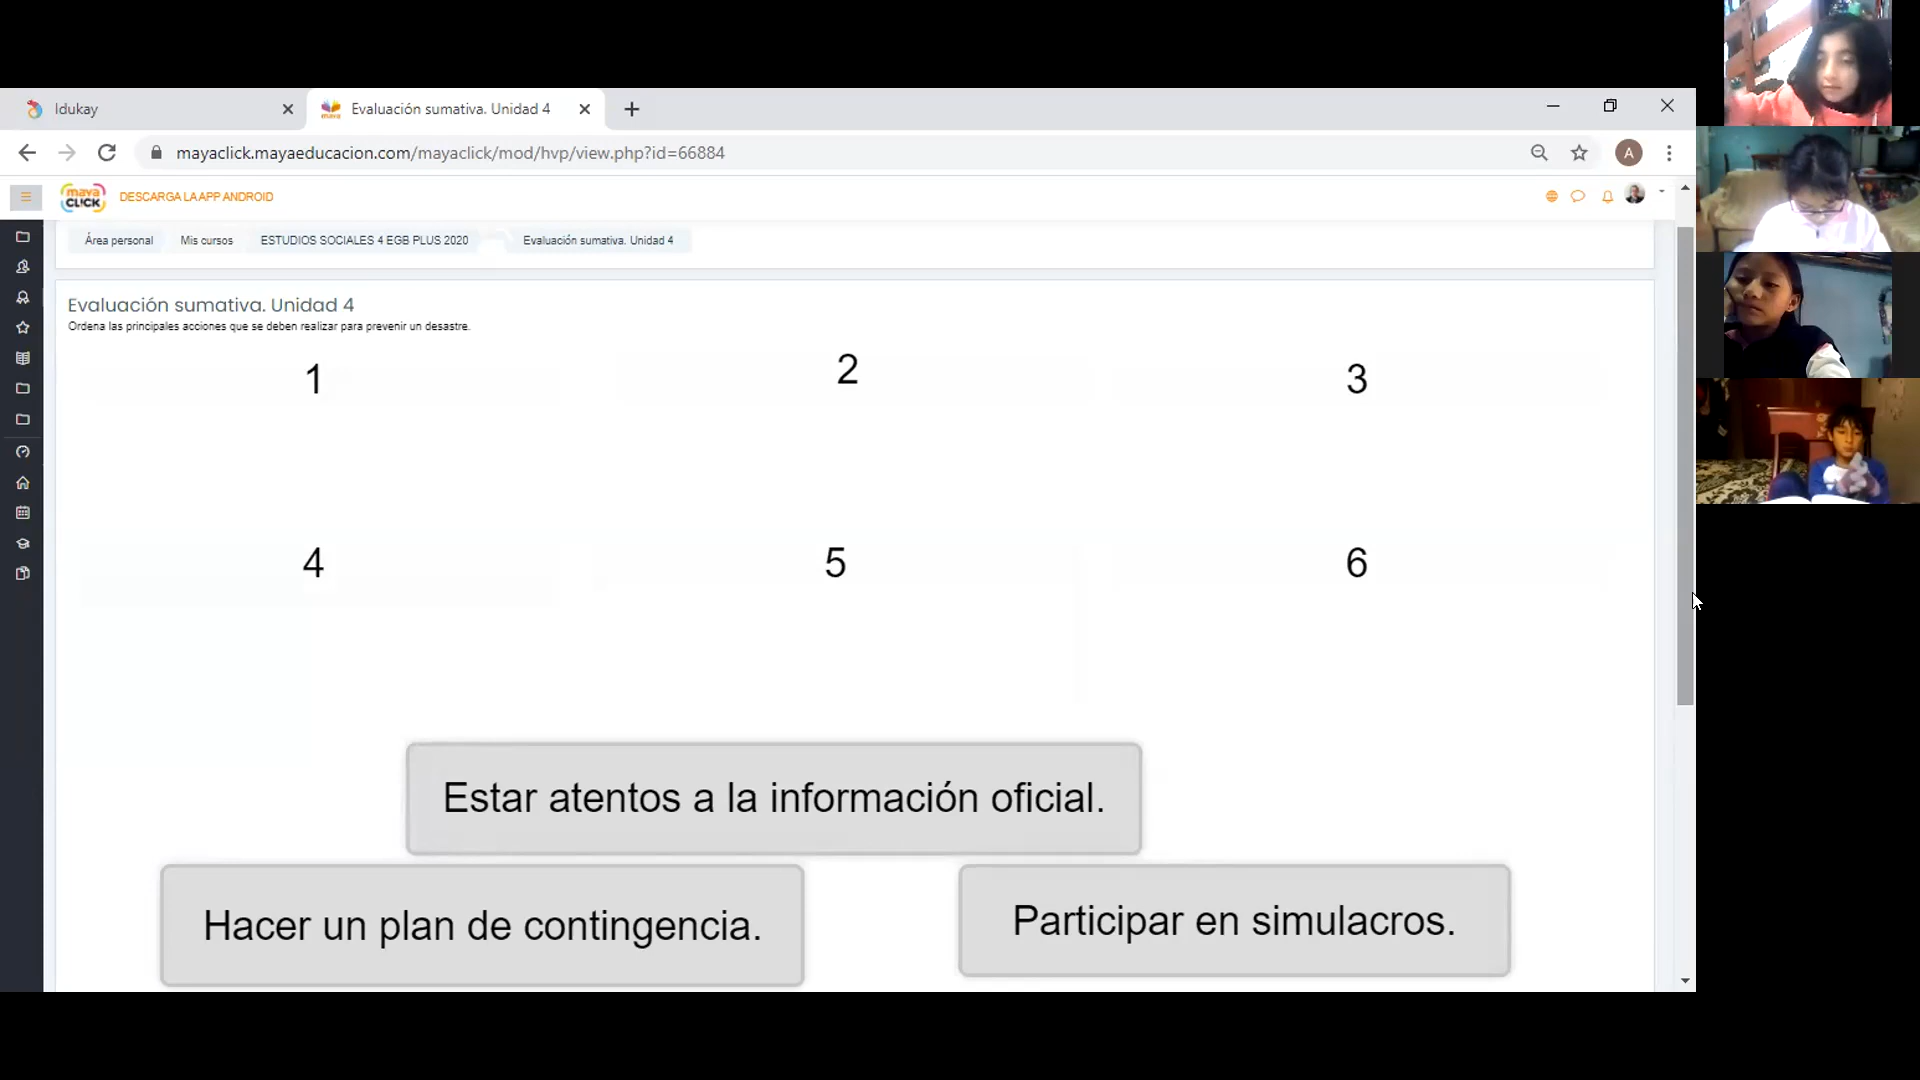 Idukay
Evaluación sumativa. Unidad 4
mayaclick.mayaeducacion.com/mayaclick/mod/hvp/view.php?id=66884
A
maya
CLICK
DESCARGA LA APP ANDROID
Área personal Mis cursos ESTUDIOS SOCIALES 4 EGB PLUS 2020 Evaluación sumativa. Unidad 4
Evaluación sumativa. Unidad 4
Ordena las principales acciones que se deben realizar para prevenir un desastre.
1 2 3
4 5 6
Estar atentos a la información oficial.
Hacer un plan de contingencia.
Participar en simulacros.